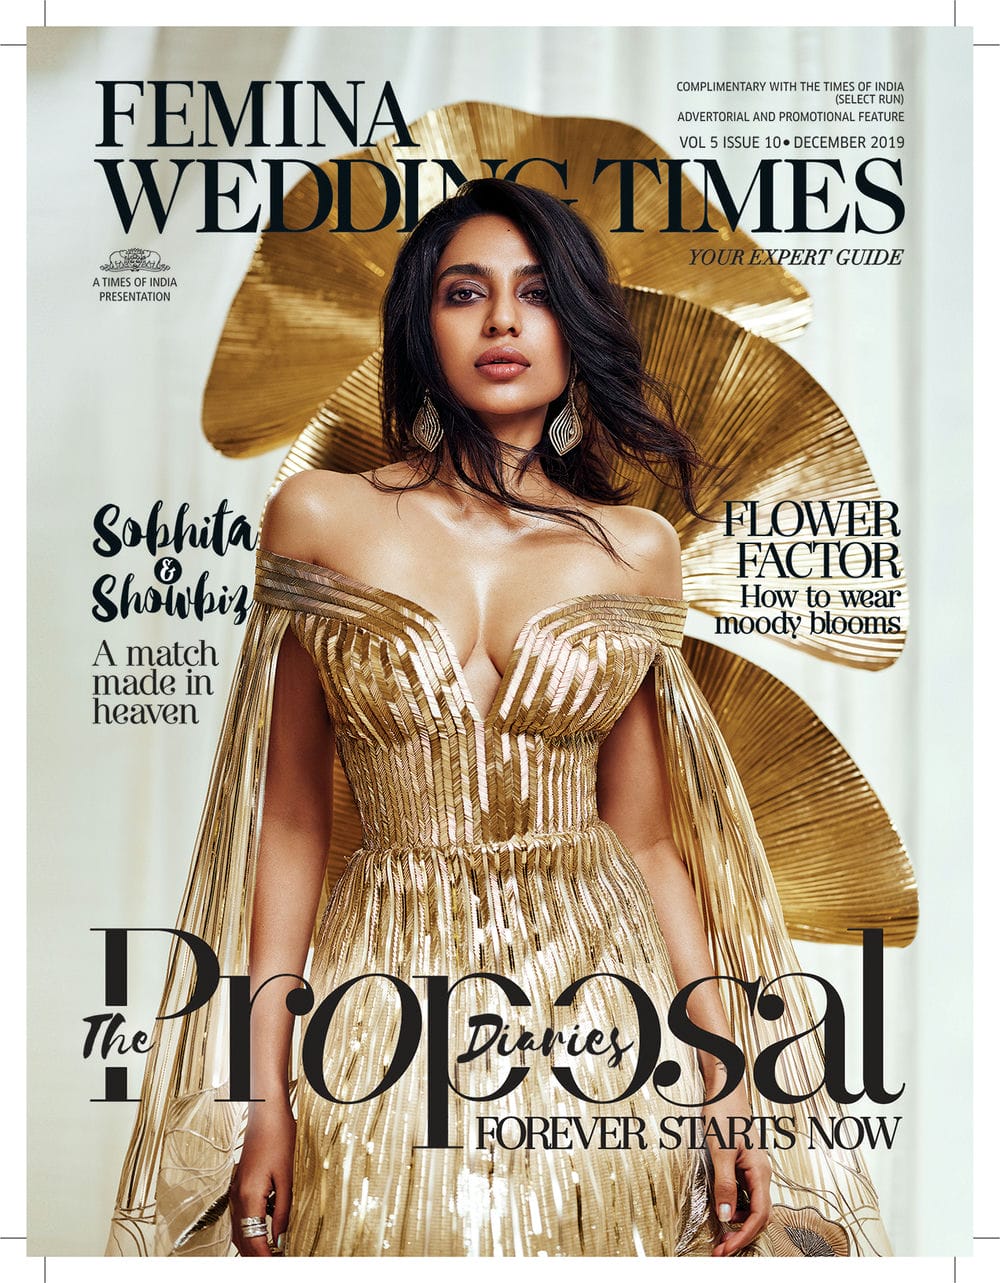 FEMINA
WEDDING TIMES
COMPLIMENTARY WITH THE TIMES OF INDIA
(SELECT RUN)
ADVERTORIAL AND PROMOTIONAL FEATURE
VOL 5 ISSUE 10 • DECEMBER 2019
YOUR EXPERT GUIDE
A TIMES OF INDIA
PRESENTATION
Sobhita
&
Showbiz
A match
made in
heaven
FLOWER
FACTOR
How to wear
moody blooms
The Proposal
Diaries
FOREVER STARTS NOW